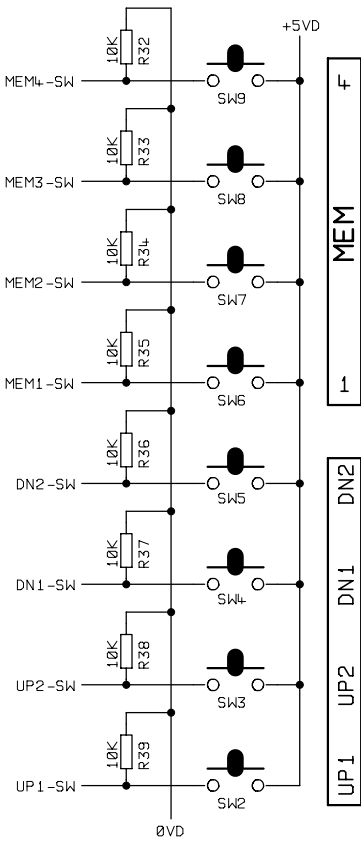 +5VD
10K
R32
MEM4-SW
SW9
4
10K
R33
MEM3-SW
SW8
10K
R34
MEM2-SW
SW7
MEM
10K
R35
MEM1-SW
SW6
1
10K
R36
DN2-SW
SW5
DN2
10K
R37
DN1-SW
SW4
DN1
10K
R38
UP2-SW
SW3
UP2
10K
R39
UP1-SW
SW2
UP1
0VD